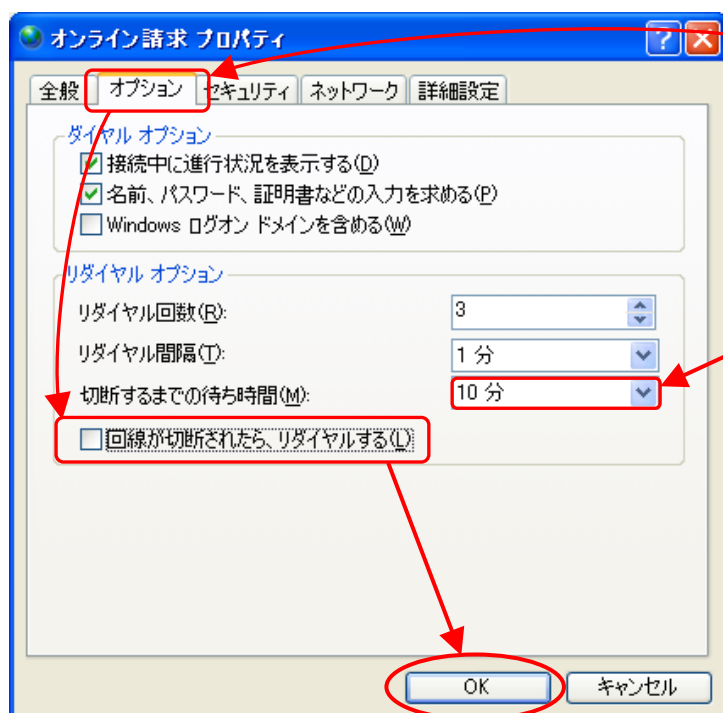 オンライン請求 プロパティ
全般 オプション セキュリティ ネットワーク 詳細設定
ダイヤル オプション
接続中に進行状況を表示する(D)
名前、パスワード、証明書などの入力を求める(P)
Windows ログオン ドメインを含める(W)
リダイヤル オプション
リダイヤル回数(R): 3
リダイヤル間隔(T): 1 分
切断するまでの待ち時間(M): 10 分
回線が切断されたら、リダイヤルする(L)
OK キャンセル